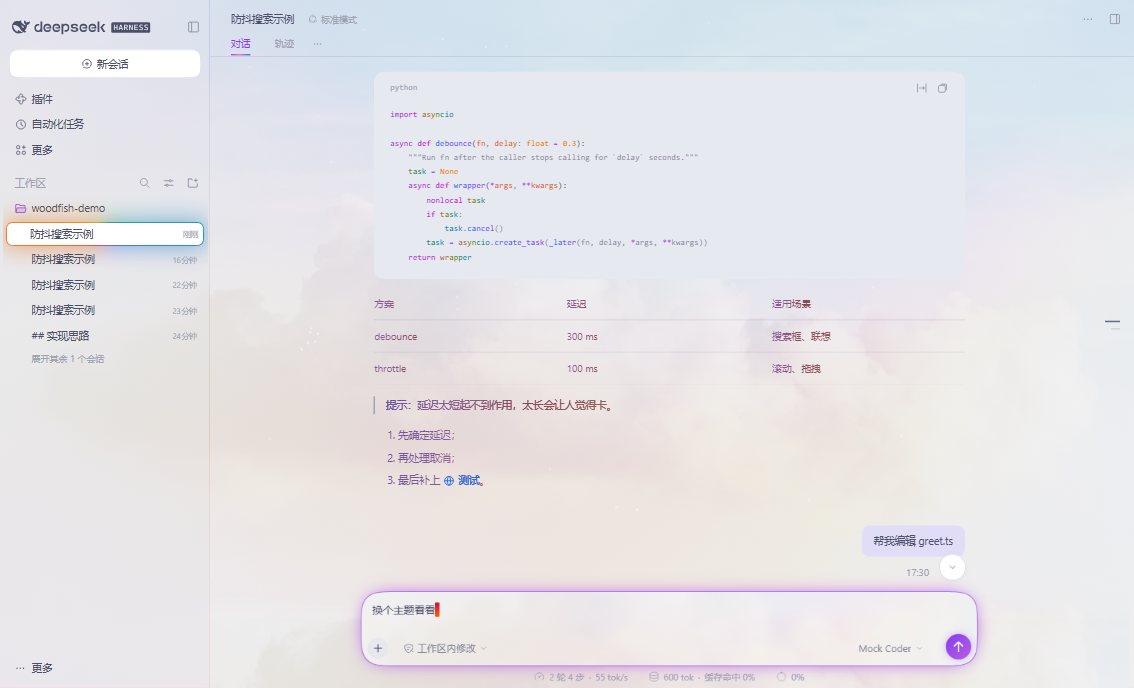 deepseek HARNESS
新会话
插件
自动化任务
更多
工作区
woodfish-demo
防抖搜索示例 刚刚
防抖搜索示例 16分钟
防抖搜索示例 22分钟
防抖搜索示例 23分钟
## 实现思路 24分钟
展开其余 1 个会话
··· 更多
防抖搜索示例 标准模式 ···
对话 轨迹 ···
python
import asyncio
async def debounce(fn, delay: float = 0.3):
"""Run fn after the caller stops calling for `delay` seconds."""
task = None
async def wrapper(*args, **kwargs):
nonlocal task
if task:
task.cancel()
task = asyncio.create_task(_later(fn, delay, *args, **kwargs))
return wrapper
方案 延迟 适用场景
debounce 300 ms 搜索框、联想
throttle 100 ms 滚动、拖拽
提示：延迟太短起不到作用，太长会让人觉得卡。
1. 先确定延迟；
2. 再处理取消；
3. 最后补上 测试。
帮我编辑 greet.ts
17:30
换个主题看看
+ 工作区内修改 Mock Coder
2 轮 4 步 · 55 tok/s 600 tok · 缓存命中 0% 0%